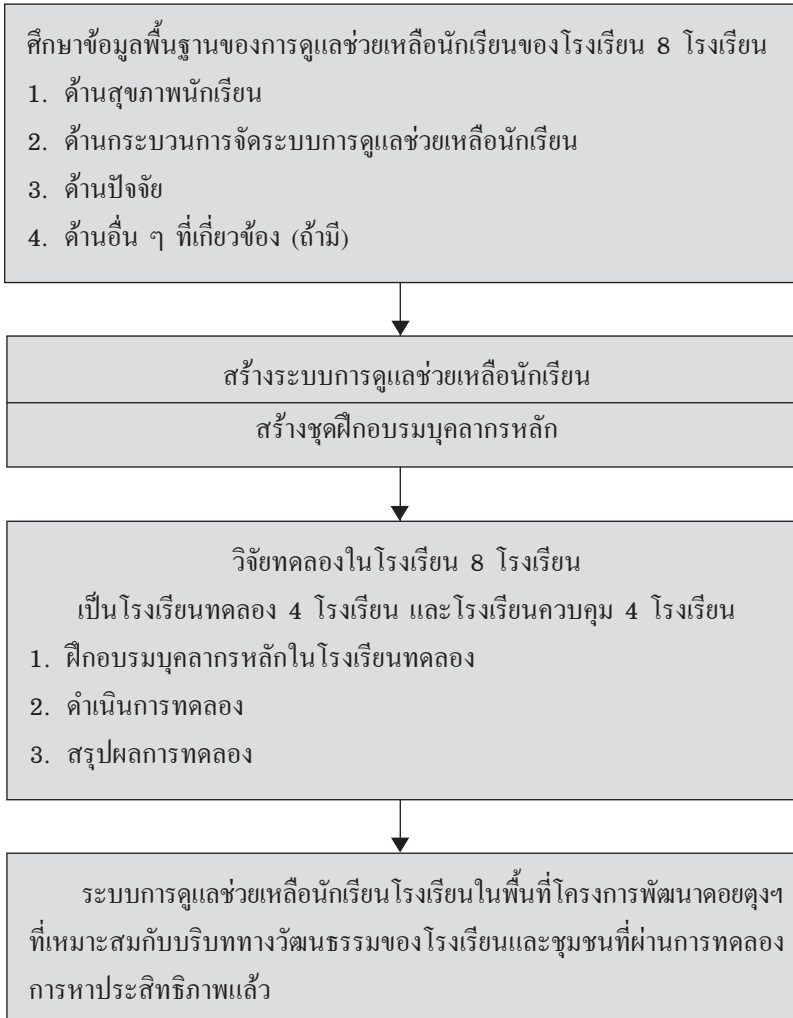 ศึกษาข้อมูลพื้นฐานของการดูแลช่วยเหลือนักเรียนของโรงเรียน 8 โรงเรียน
1. ด้านสุขภาพนักเรียน
2. ด้านกระบวนการจัดระบบการดูแลช่วยเหลือนักเรียน
3. ด้านปัจจัย
4. ด้านอื่น ๆ ที่เกี่ยวข้อง (ถ้ามี)
สร้างระบบการดูแลช่วยเหลือนักเรียน
สร้างชุดฝึกอบรมบุคลากรหลัก
วิจัยทดลองในโรงเรียน 8 โรงเรียน
เป็นโรงเรียนทดลอง 4 โรงเรียน และโรงเรียนควบคุม 4 โรงเรียน
1. ฝึกอบรมบุคลากรหลักในโรงเรียนทดลอง
2. ดำเนินการทดลอง
3. สรุปผลการทดลอง
ระบบการดูแลช่วยเหลือนักเรียนโรงเรียนในพื้นที่โครงการพัฒนาดอยตุงฯ
ที่เหมาะสมกับบริบททางวัฒนธรรมของโรงเรียนและชุมชนที่ผ่านการทดลอง
การหาประสิทธิภาพแล้ว